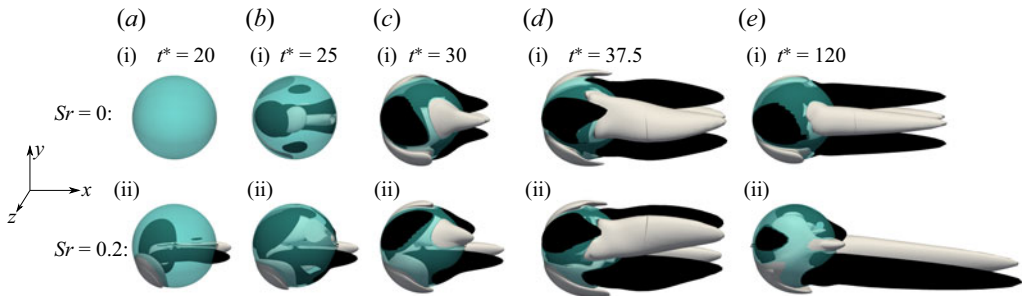 (a) (b) (c) (d) (e)
(i) t* = 20 (i) t* = 25 (i) t* = 30 (i) t* = 37.5 (i) t* = 120
Sr = 0:
y
x
z
(ii) (ii) (ii) (ii) (ii)
Sr = 0.2: